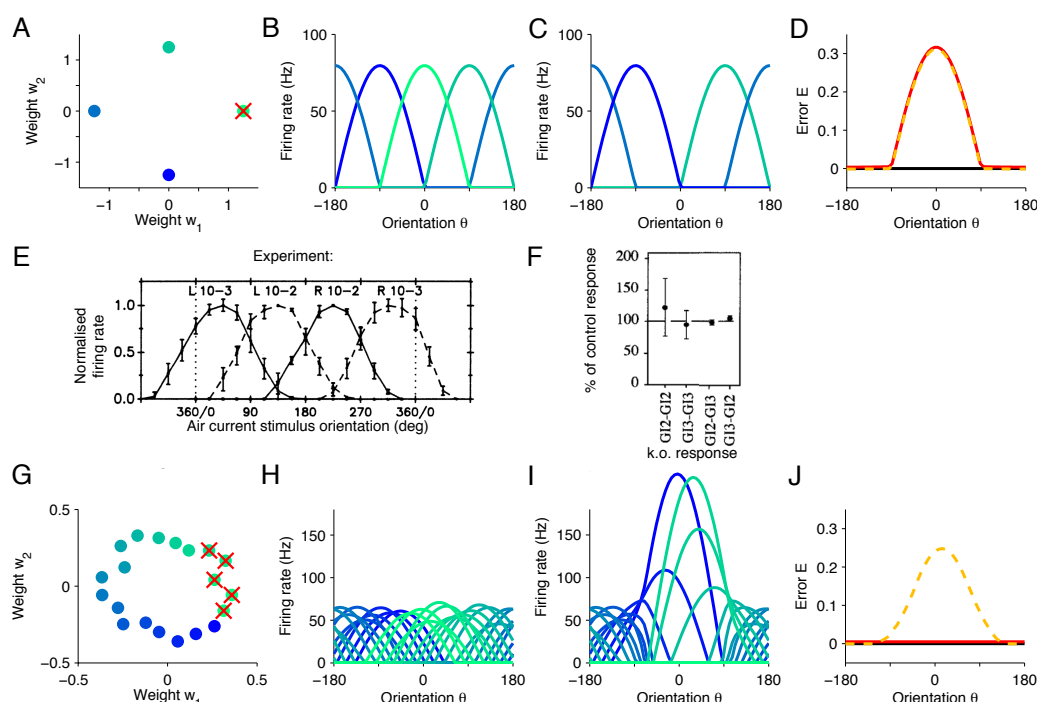 A
Weight w2
1
0
−1
−1 0 1
Weight w1
B
Firing rate (Hz)
100
50
0
−180 0 180
Orientation θ
C
Firing rate (Hz)
100
50
0
−180 0 180
Orientation θ
D
Error E
0.3
0.2
0.1
0
−180 0 180
Orientation θ
E
Experiment:
L 10-3 L 10-2 R 10-2 R 10-3
Normalised
firing rate
1.0
0.5
0.0
360/0 90 180 270 360/0
Air current stimulus orientation (deg)
F
% of control response
200
150
100
50
0
GI2-GI2
GI3-GI3
GI2-GI3
GI3-GI2
k.o. response
G
Weight w2
0.5
0
−0.5
−0.5 0 0.5
Weight w1
H
Firing rate (Hz)
150
100
50
0
−180 0 180
Orientation θ
I
Firing rate (Hz)
150
100
50
0
−180 0 180
Orientation θ
J
Error E
0.3
0.2
0.1
0
−180 0 180
Orientation θ